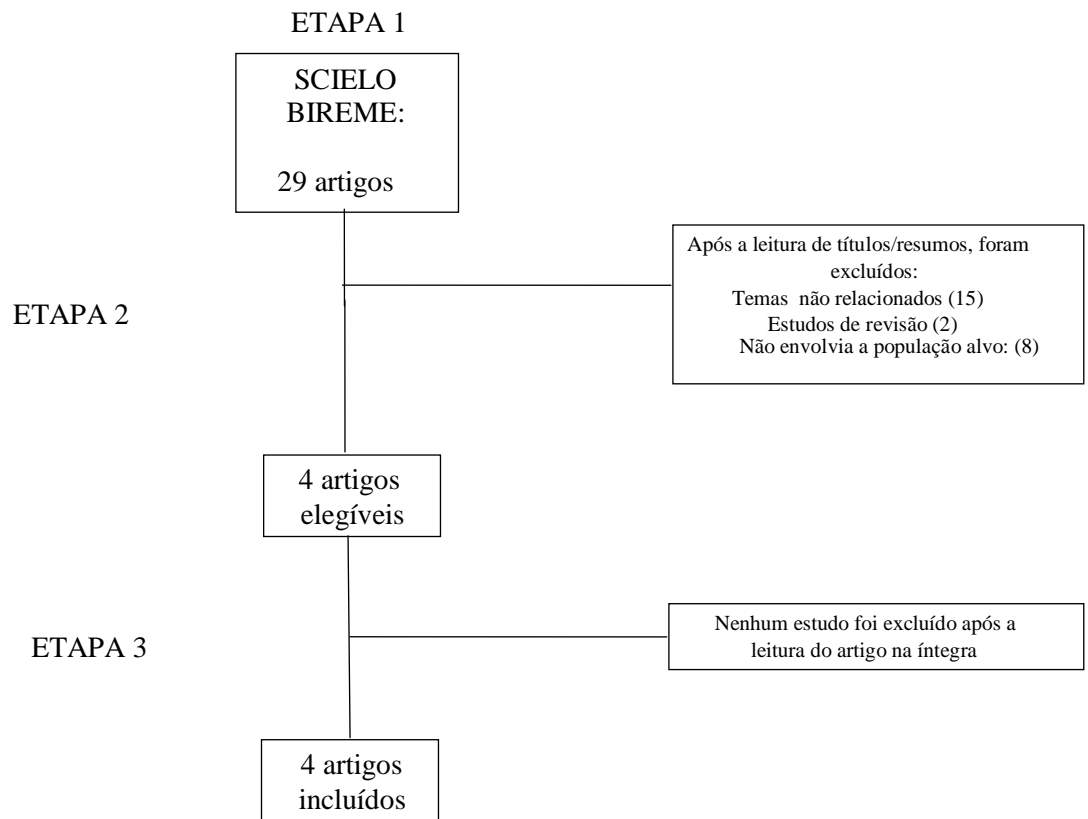 ETAPA 1
SCIELO
BIREME:
29 artigos
Após a leitura de títulos/resumos, foram
excluídos:
Temas não relacionados (15)
Estudos de revisão (2)
Não envolvia a população alvo: (8)
ETAPA 2
4 artigos
elegíveis
Nenhum estudo foi excluído após a
leitura do artigo na íntegra
ETAPA 3
4 artigos
incluídos